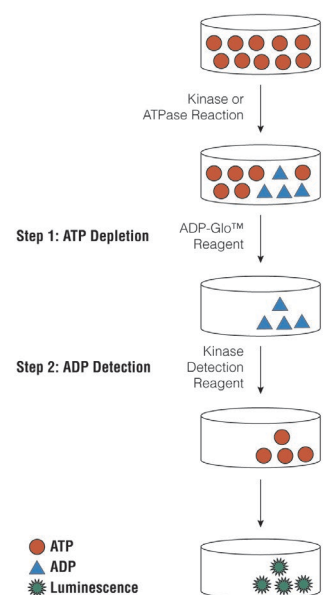 Kinase or
ATPase Reaction
Step 1: ATP Depletion
ADP-Glo™
Reagent
Step 2: ADP Detection
Kinase
Detection
Reagent
ATP
ADP
Luminescence